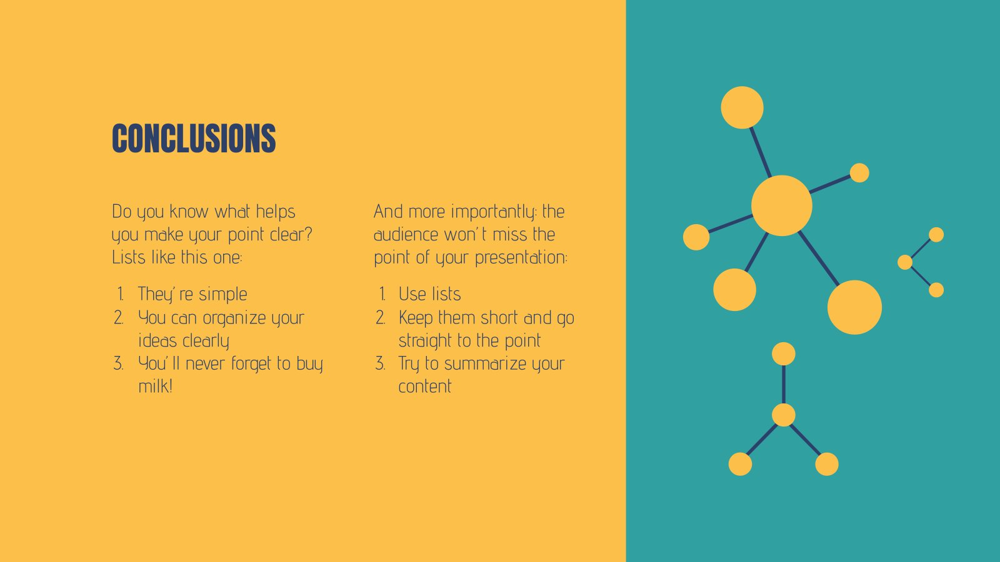 CONCLUSIONS
Do you know what helps
you make your point clear?
Lists like this one:
1. They're simple
2. You can organize your
ideas clearly
3. You'll never forget to buy
milk!
And more importantly: the
audience won't miss the
point of your presentation:
1. Use lists
2. Keep them short and go
straight to the point
3. Try to summarize your
content